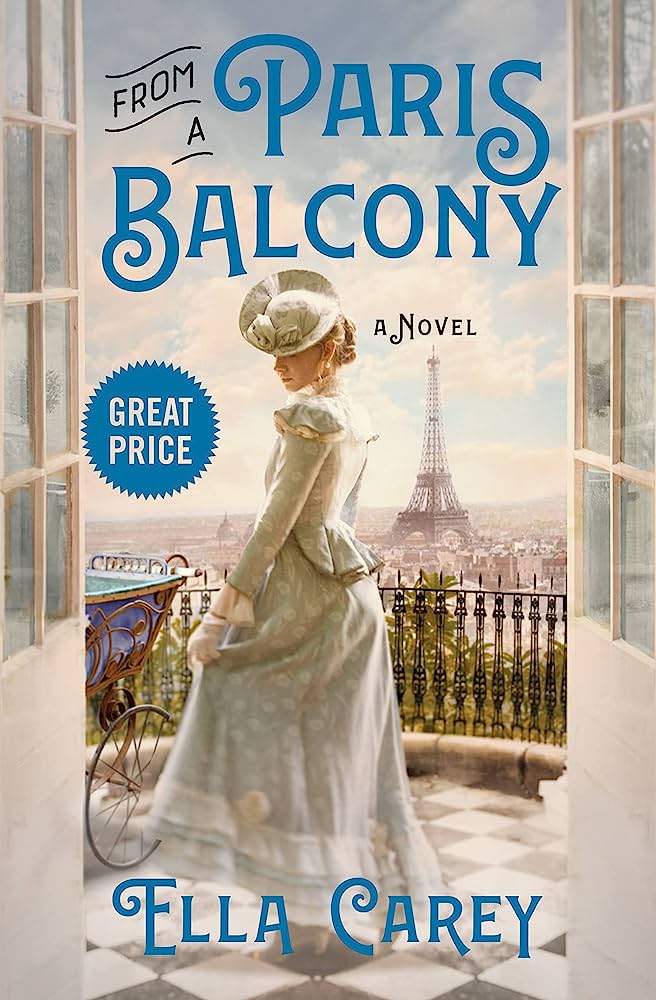 FROM
A
PARIS
BALCONY
A NOVEL
GREAT
PRICE
ELLA CAREY